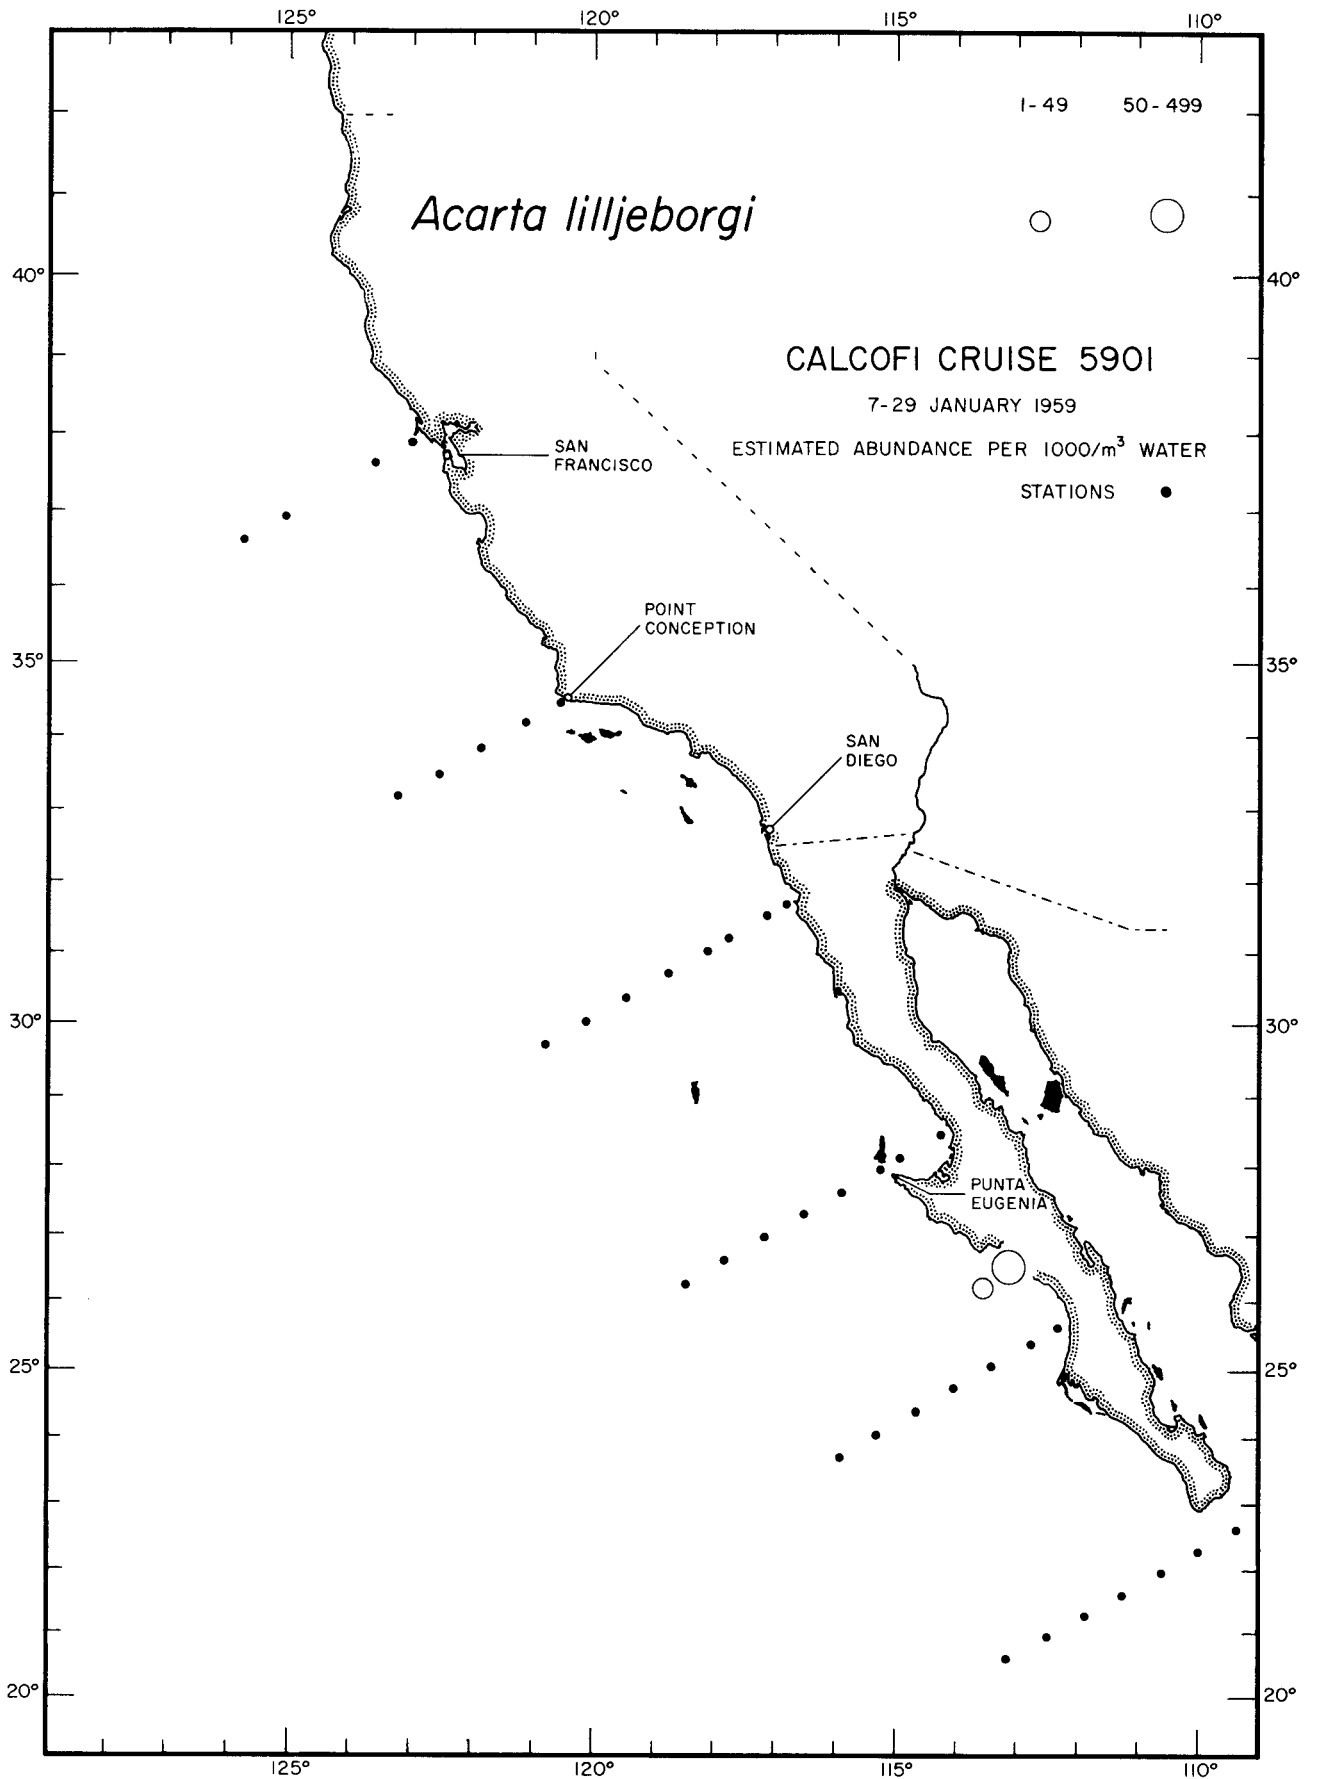 125° 120° 115° 110°
1-49 50-499
Acarta lilljeborgi
40° 40°
CALCOFI CRUISE 5901
7-29 JANUARY 1959
ESTIMATED ABUNDANCE PER 1000/m³ WATER
STATIONS
SAN
FRANCISCO
POINT
CONCEPTION
35° 35°
SAN
DIEGO
30° 30°
PUNTA
EUGENIA
25° 25°
20° 20°
125° 120° 115° 110°